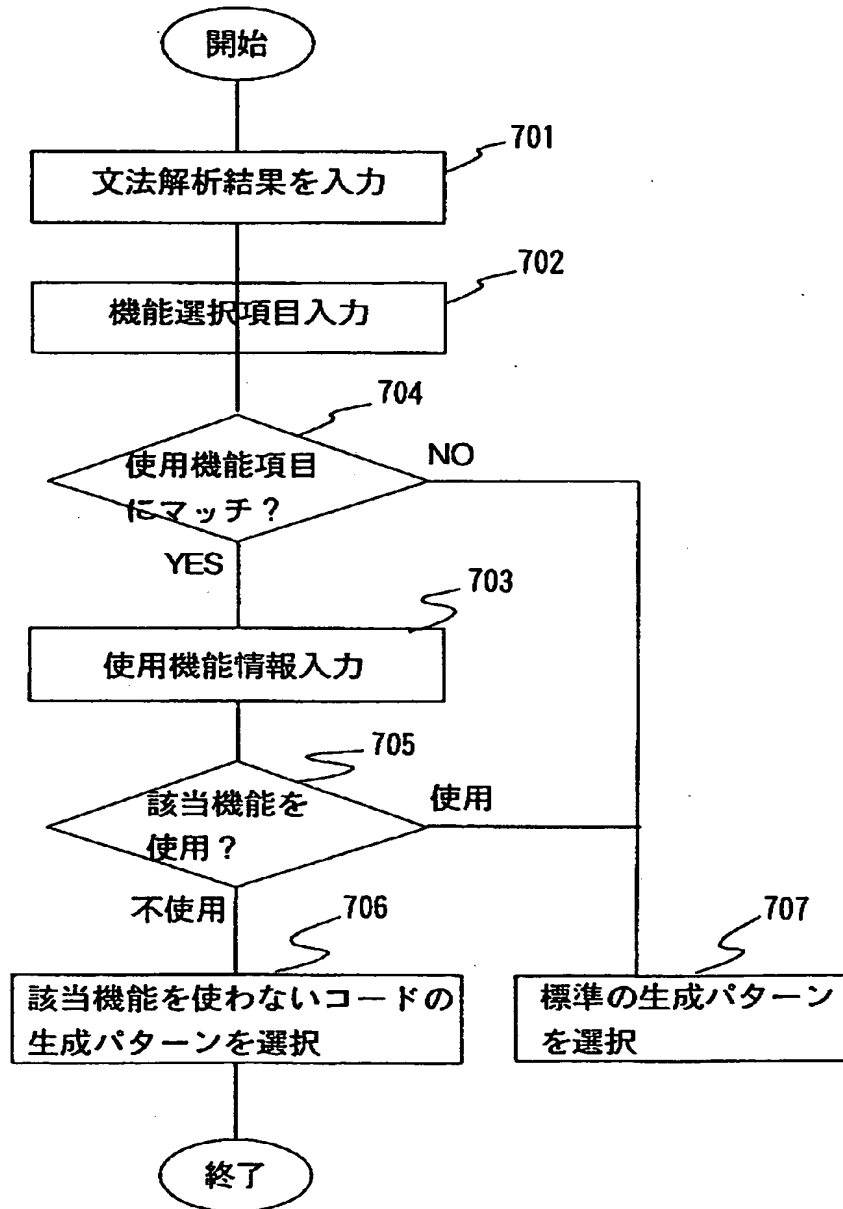 開始
701
文法解析結果を入力
702
機能選択項目入力
704
使用機能項目
にマッチ？
NO
YES
703
使用機能情報入力
705
該当機能を
使用？
使用
不使用
706
707
該当機能を使わないコードの
生成パターンを選択
標準の生成パターン
を選択
終了